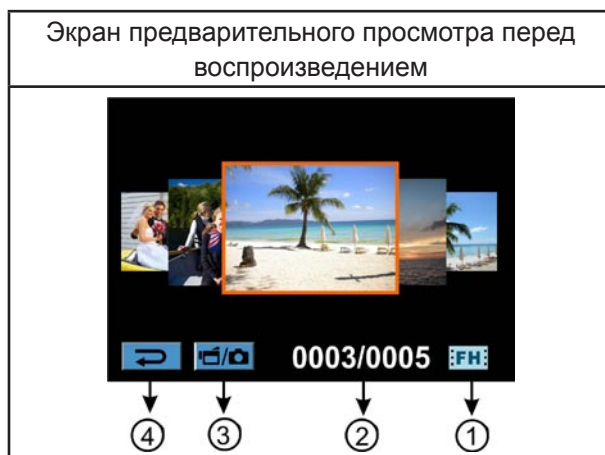 Экран предварительного просмотра перед
воспроизведением
0003/0005 FH
4 3 2 1